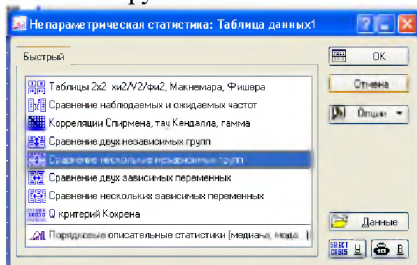 Непараметрическая статистика: Таблица данных1
Быстрый
Таблицы 2x2 хи2/V2/фи2, Макнемара, Фишера
Сравнение наблюдаемых и ожидаемых частот
Корреляции Спирмена, тау Кендалла, гамма
Сравнение двух независимых групп
Сравнение нескольких независимых групп
Сравнение двух зависимых переменных
Сравнение нескольких зависимых переменных
Q критерий Кохрена
Порядковые описательные статистики (медиана, мода
OK
Отмена
Опции
Данные
SELECT CASES